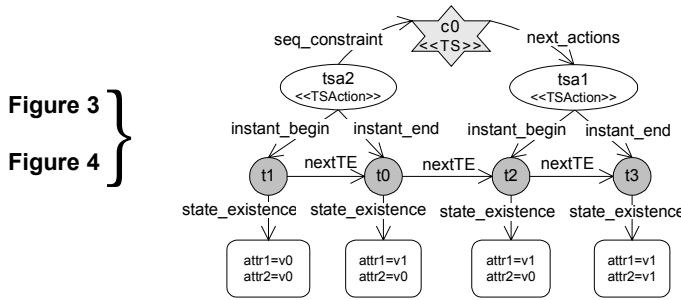 c0
<<TS>>
seq_constraint
next_actions
tsa2
<<TSAction>>
tsa1
<<TSAction>>
Figure 3
Figure 4
instant_begin
instant_end
instant_begin
instant_end
t1
nextTE
t0
nextTE
t2
nextTE
t3
state_existence
state_existence
state_existence
state_existence
attr1=v0
attr2=v0
attr1=v1
attr2=v0
attr1=v1
attr2=v0
attr1=v1
attr2=v1